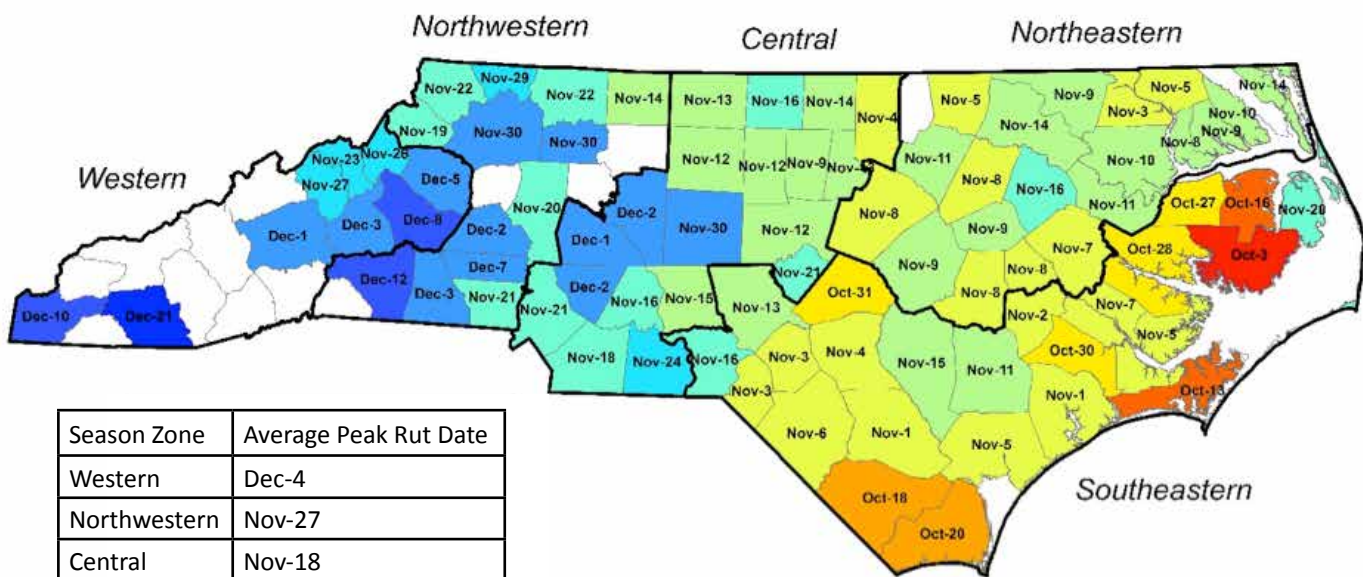 Northwestern
Central
Northeastern
Western
Southeastern
Nov-22
Nov-29
Nov-22
Nov-14
Nov-19
Nov-30
Nov-30
Nov-23
Nov-26
Nov-27
Dec-5
Dec-1
Dec-3
Dec-8
Nov-20
Dec-2
Dec-7
Dec-12
Dec-3
Nov-21
Dec-10
Dec-21
Nov-13
Nov-16
Nov-14
Nov-4
Nov-12
Nov-12
Nov-9
Dec-2
Dec-1
Nov-30
Nov-12
Nov-21
Dec-2
Nov-21
Nov-16
Nov-15
Nov-18
Nov-24
Nov-5
Nov-9
Nov-5
Nov-3
Nov-14
Nov-14
Nov-10
Nov-9
Nov-8
Nov-11
Nov-10
Nov-8
Nov-16
Nov-11
Nov-8
Nov-9
Nov-9
Nov-7
Nov-8
Nov-8
Oct-27
Oct-16
Nov-20
Oct-28
Oct-3
Nov-13
Oct-31
Nov-16
Nov-3
Nov-4
Nov-3
Nov-15
Nov-11
Nov-2
Nov-7
Nov-5
Oct-30
Nov-1
Oct-13
Nov-6
Nov-1
Nov-5
Oct-18
Oct-20
Season Zone Average Peak Rut Date
Western Dec-4
Northwestern Nov-27
Central Nov-18